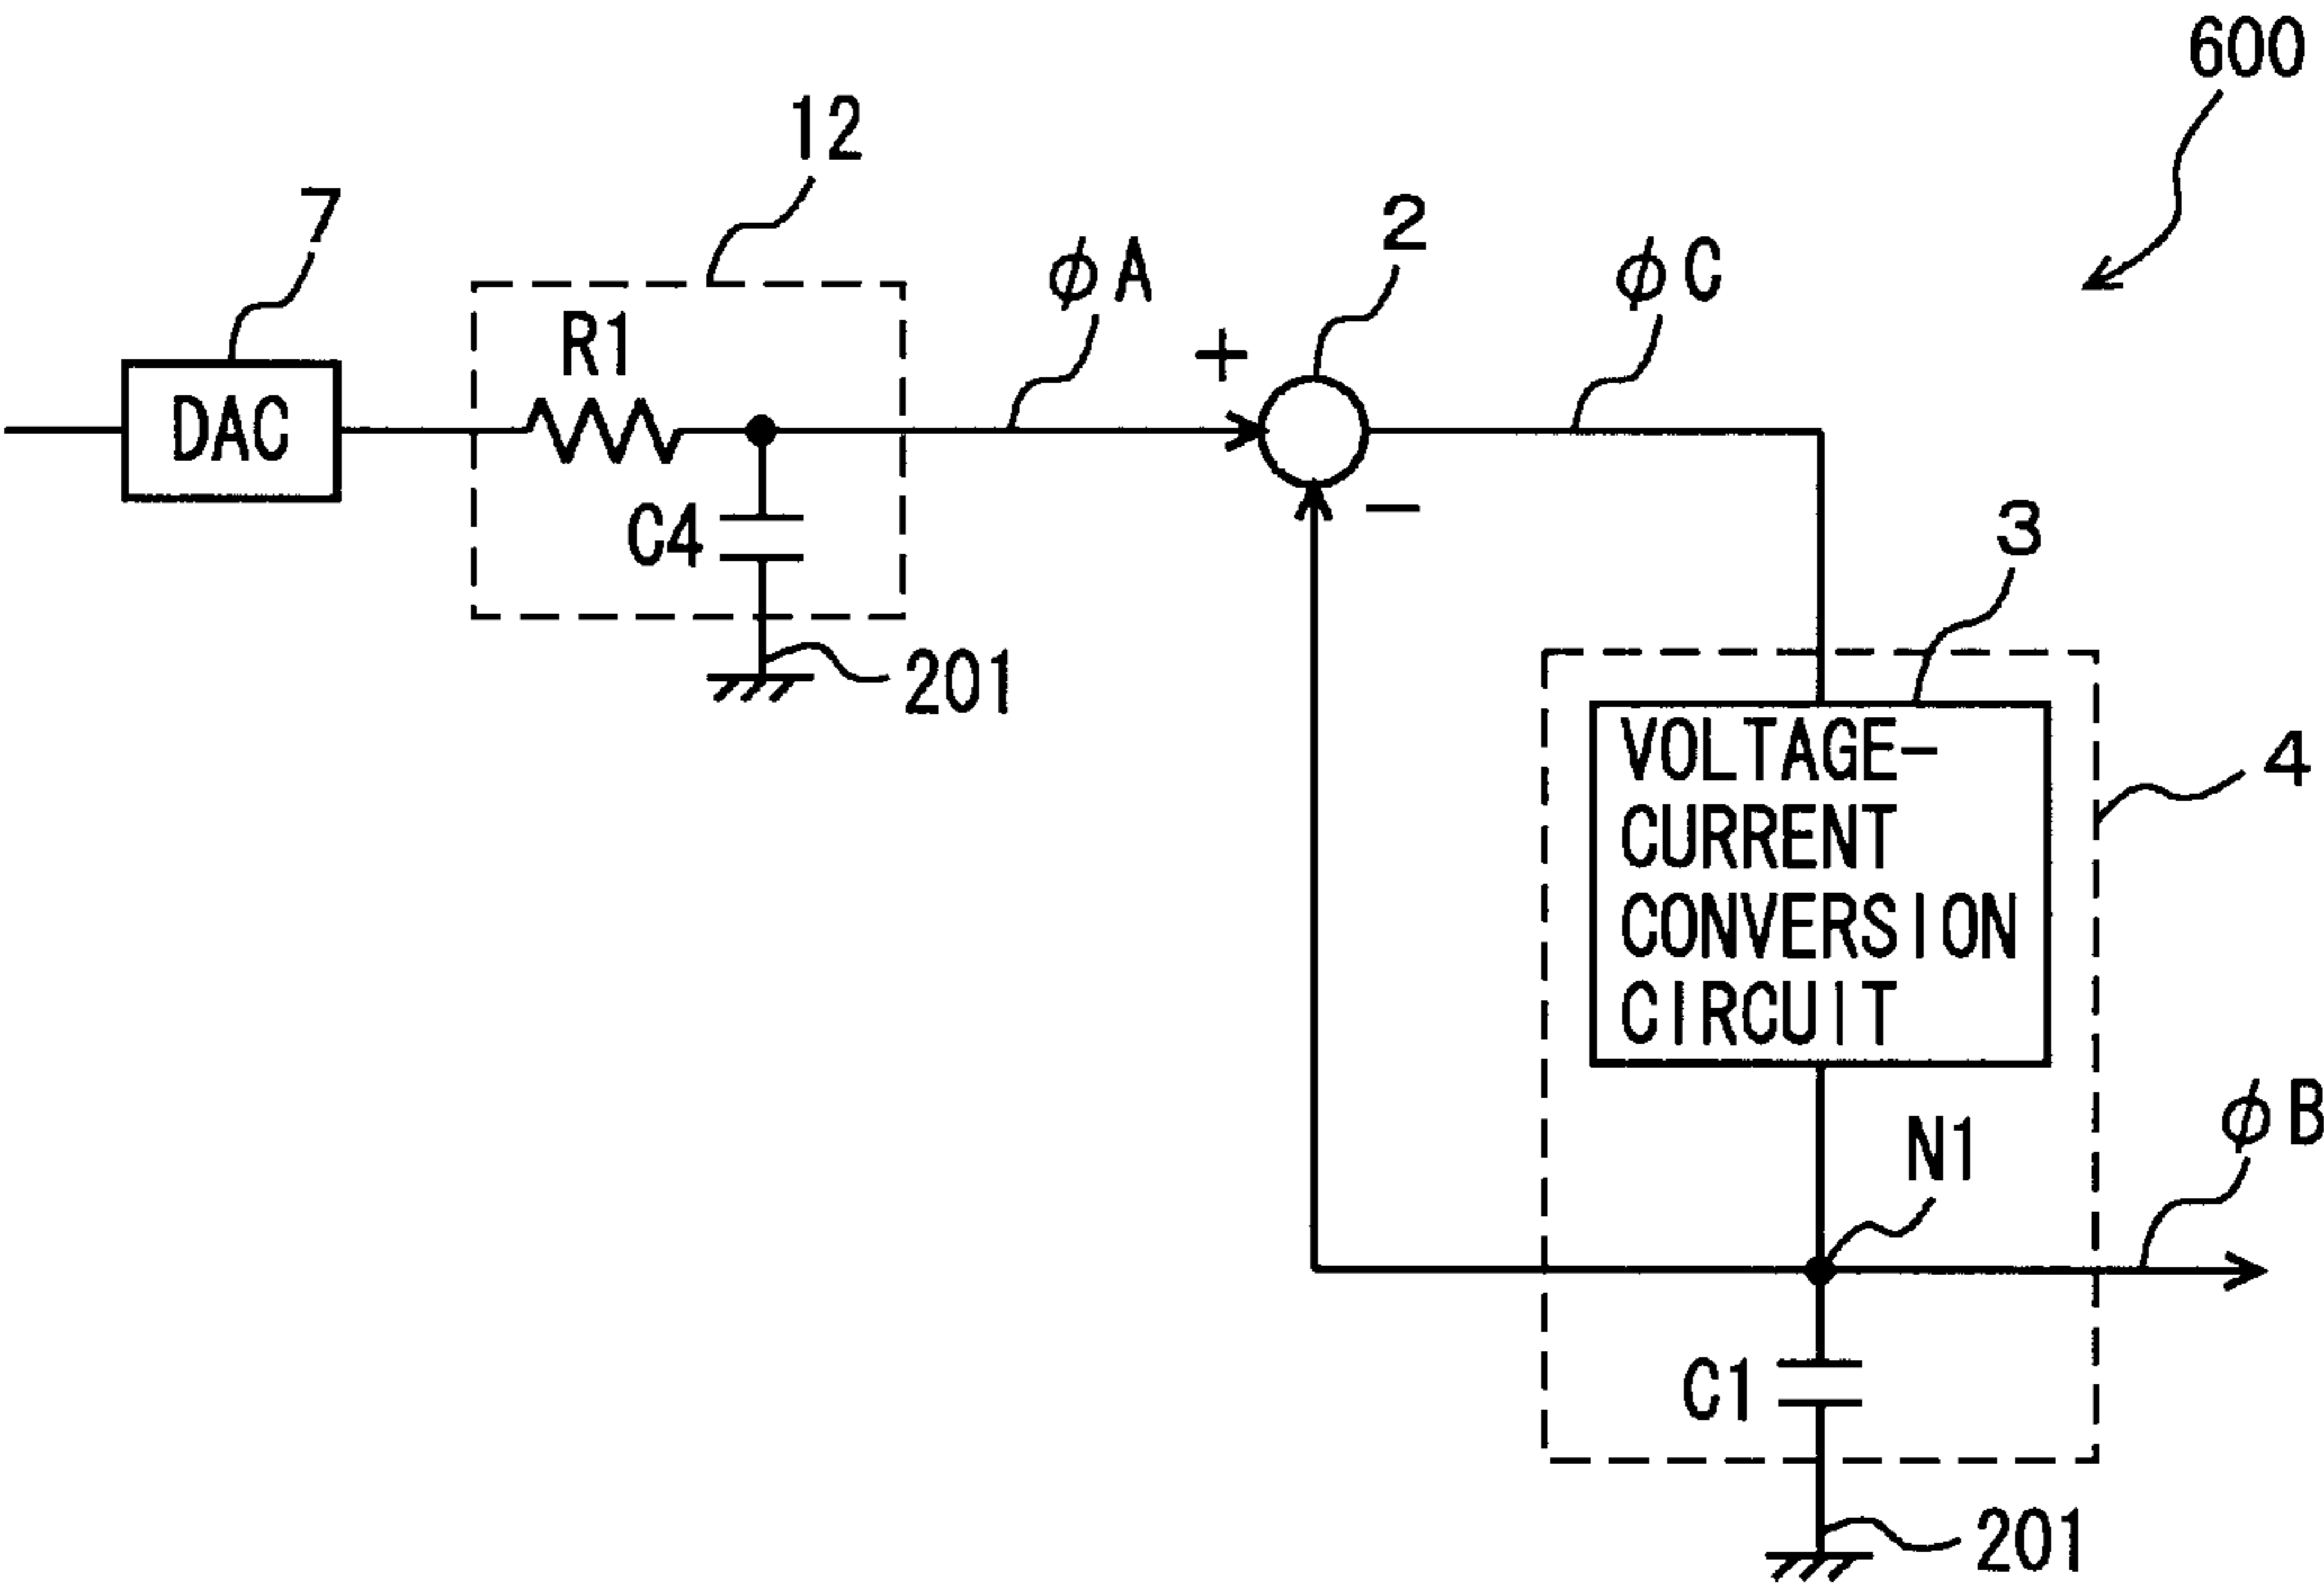 600
12
7
2
φA
φC
R1
+
DAC
−
C4
3
201
VOLTAGE-
CURRENT
CONVERSION
CIRCUIT
4
φB
N1
C1
201